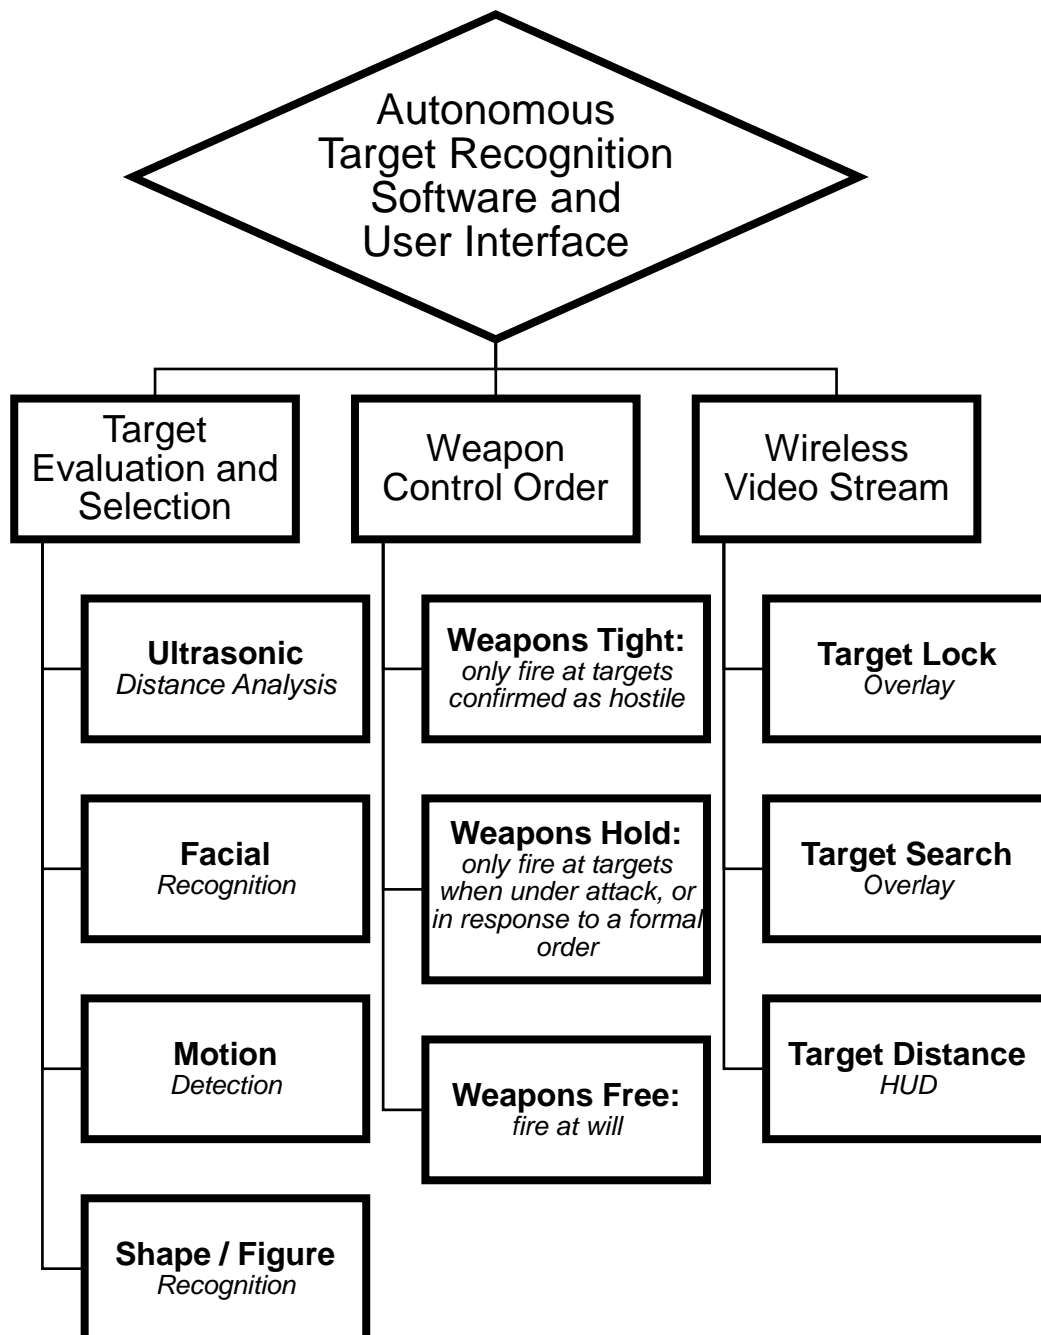 Autonomous
Target Recognition
Software and
User Interface
Target
Evaluation and
Selection
Ultrasonic
Distance Analysis
Facial
Recognition
Motion
Detection
Shape / Figure
Recognition
Weapon
Control Order
Weapons Tight:
only fire at targets
confirmed as hostile
Weapons Hold:
only fire at targets
when under attack, or
in response to a formal
order
Weapons Free:
fire at will
Wireless
Video Stream
Target Lock
Overlay
Target Search
Overlay
Target Distance
HUD